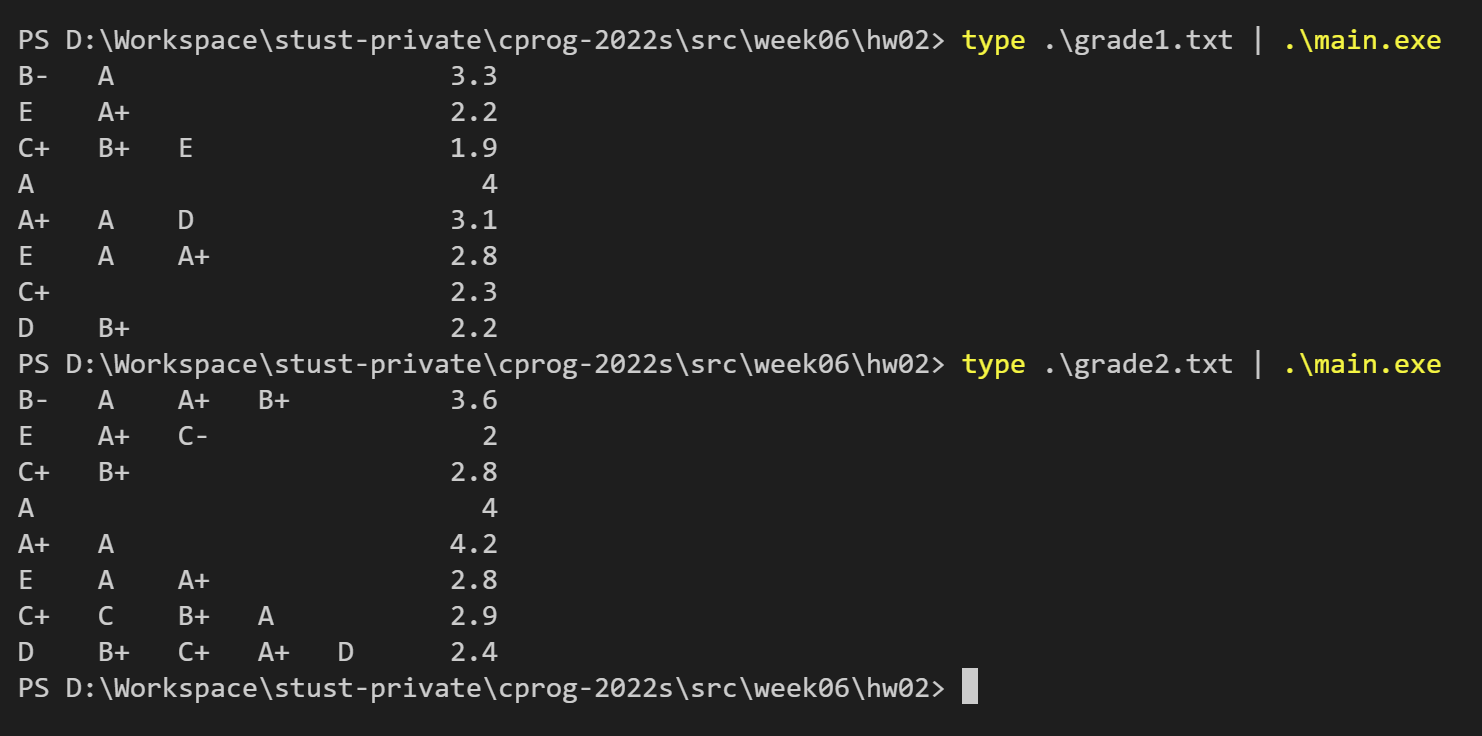 PS D:\Workspace\stust-private\cprog-2022s\src\week06\hw02> type .\grade1.txt | .\main.exe
B-   A                     3.3
E    A+                    2.2
C+   B+   E                1.9
A                            4
A+   A    D                3.1
E    A    A+               2.8
C+                         2.3
D    B+                    2.2
PS D:\Workspace\stust-private\cprog-2022s\src\week06\hw02> type .\grade2.txt | .\main.exe
B-   A    A+   B+          3.6
E    A+   C-                 2
C+   B+                    2.8
A                            4
A+   A                     4.2
E    A    A+               2.8
C+   C    B+   A           2.9
D    B+   C+   A+   D      2.4
PS D:\Workspace\stust-private\cprog-2022s\src\week06\hw02>